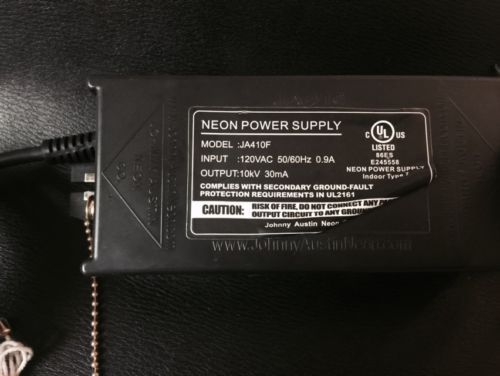 NEON POWER SUPPLY
MODEL :JA410F
INPUT :120VAC 50/60Hz 0.9A
OUTPUT:10kV 30mA
COMPLIES WITH SECONDARY GROUND-FAULT
PROTECTION REQUIREMENTS IN UL2161
CAUTION: RISK OF FIRE, DO NOT CONNECT ANY
OUTPUT CIRCUIT TO ANY
Johnny Austin Neon
C UL US
LISTED
86ES
E245558
NEON POWER SUPPLY
Indoor
www.JohnnyAustinNeon.com